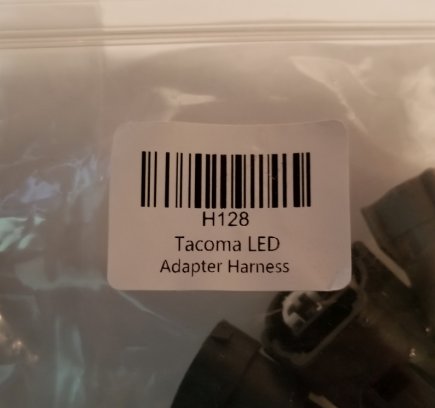 H128
Tacoma LED
Adapter Harness